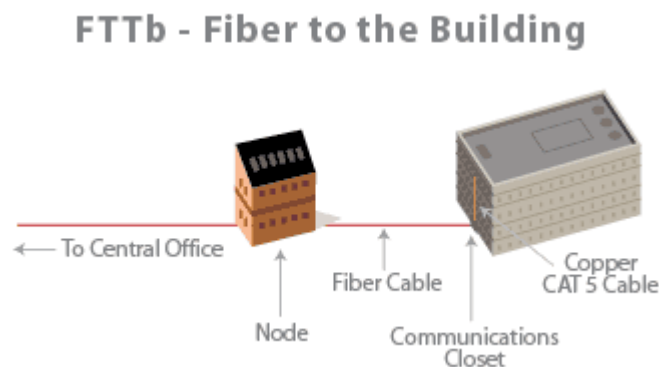 FTTb - Fiber to the Building
To Central Office
Fiber Cable
Copper
CAT 5 Cable
Node
Communications
Closet